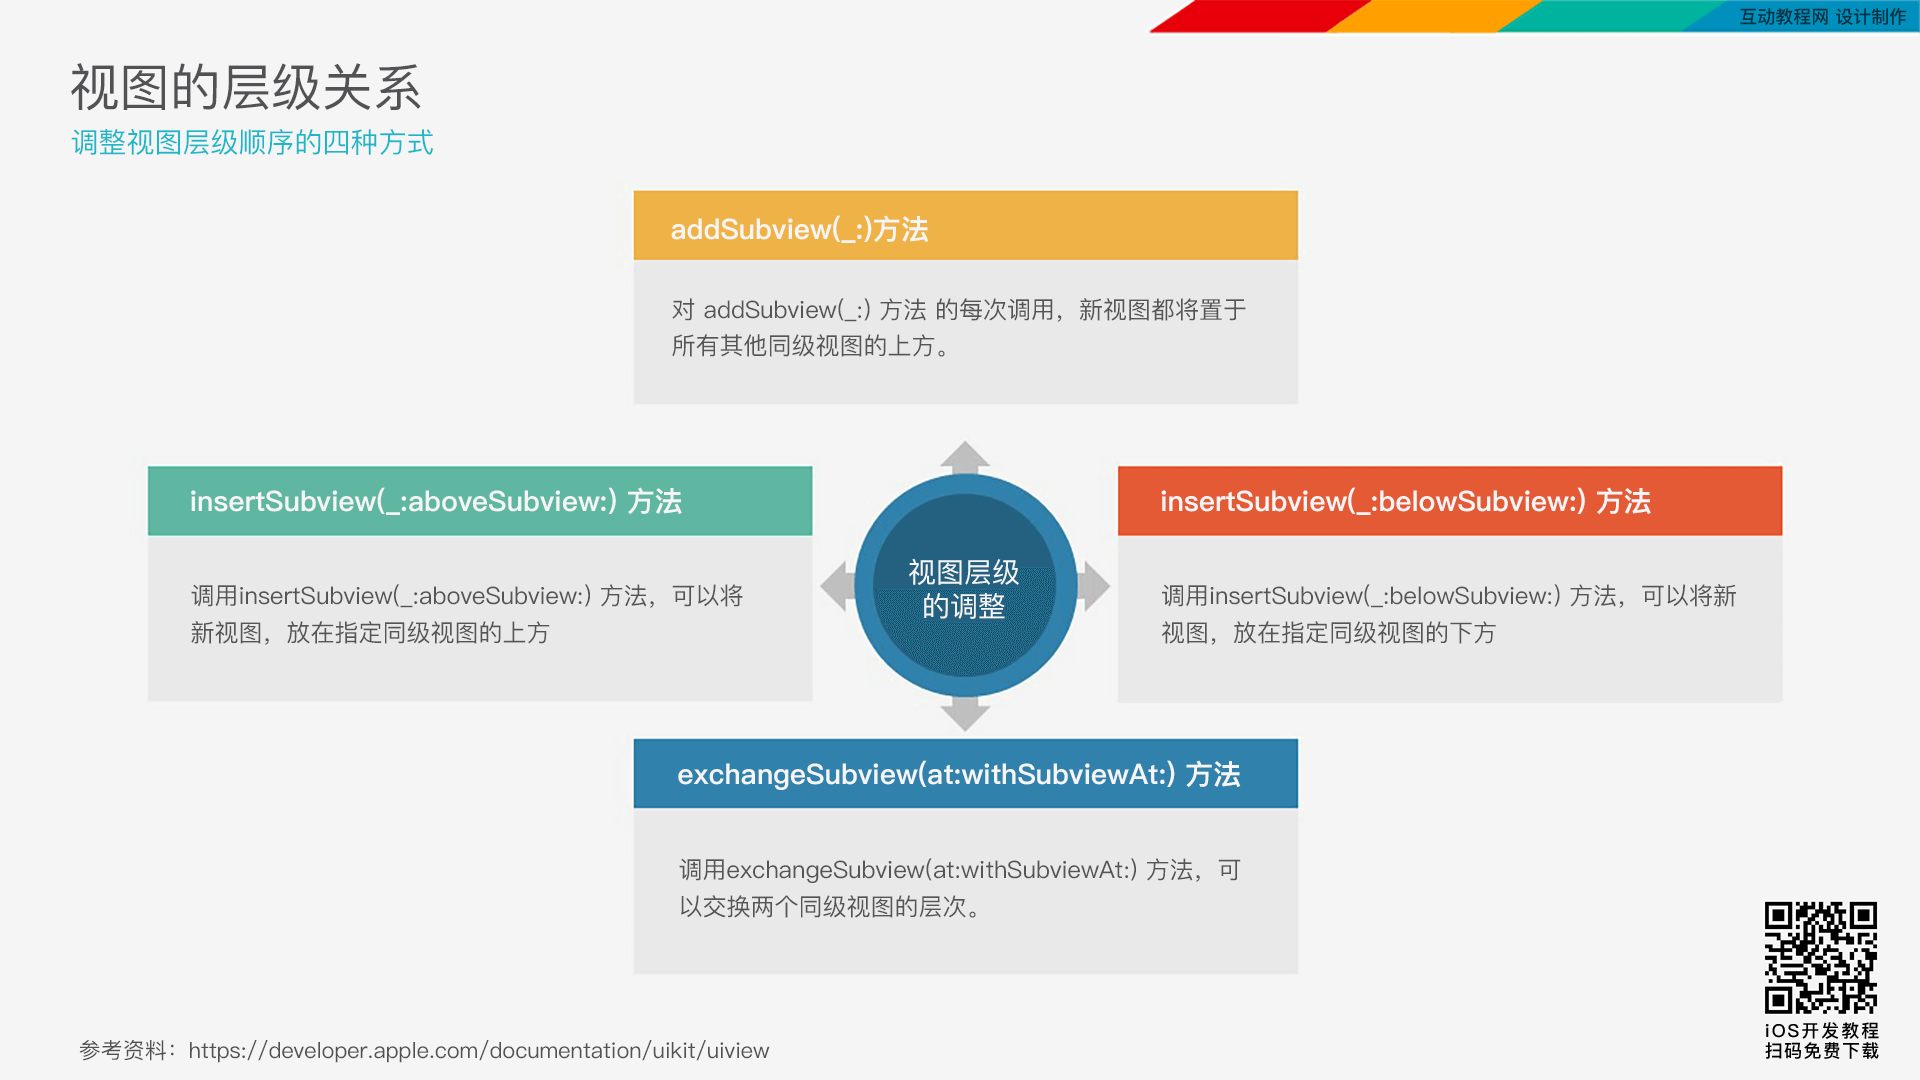 互动教程网 设计制作
视图的层级关系
调整视图层级顺序的四种方式
addSubview(_:)方法
对 addSubview(_:) 方法 的每次调用，新视图都将置于
所有其他同级视图的上方。
insertSubview(_:aboveSubview:) 方法
调用insertSubview(_:aboveSubview:) 方法，可以将
新视图，放在指定同级视图的上方
视图层级
的调整
insertSubview(_:belowSubview:) 方法
调用insertSubview(_:belowSubview:) 方法，可以将新
视图，放在指定同级视图的下方
exchangeSubview(at:withSubviewAt:) 方法
调用exchangeSubview(at:withSubviewAt:) 方法，可
以交换两个同级视图的层次。
iOS开发教程
扫码免费下载
参考资料：https://developer.apple.com/documentation/uikit/uiview